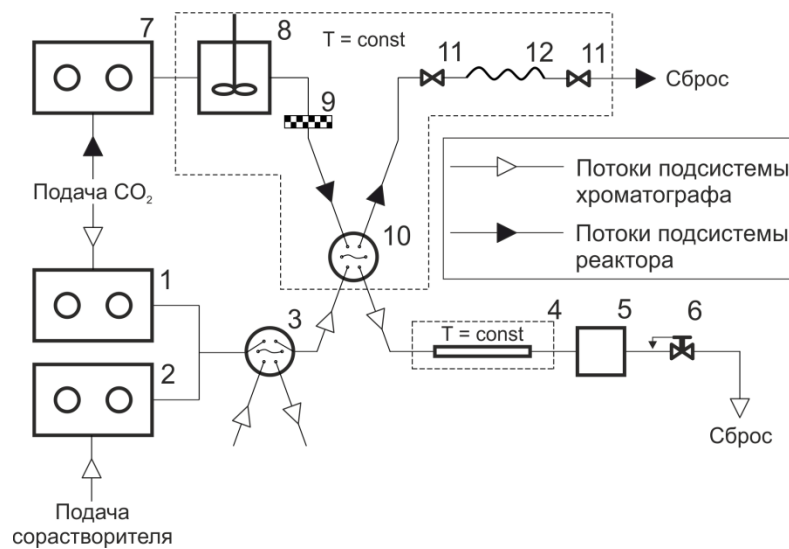 7
8
T = const
11
12
11
Сброс
9
Подача CO₂
10
Потоки подсистемы
хроматографа
Потоки подсистемы
реактора
1
3
T = const
4
5
6
2
Сброс
Подача
сорастворителя